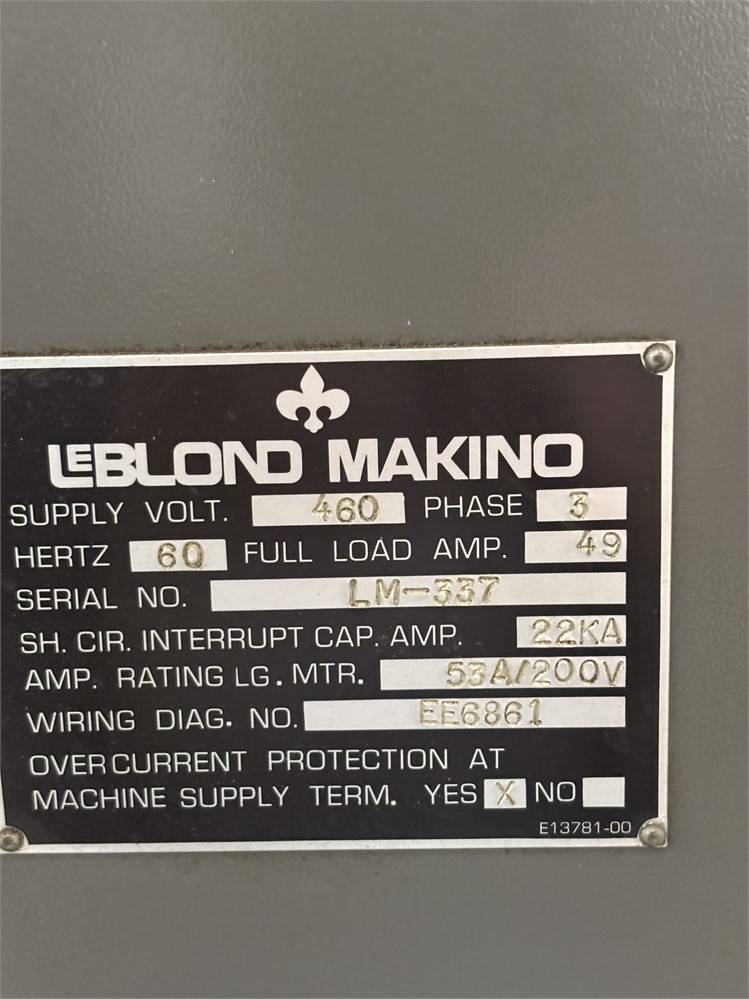 LEBLOND MAKINO
SUPPLY VOLT. 460 PHASE 3
HERTZ 60 FULL LOAD AMP. 49
SERIAL NO. LM-337
SH. CIR. INTERRUPT CAP. AMP. 22KA
AMP. RATING LG. MTR. 53A/200V
WIRING DIAG. NO. EE6861
OVERCURRENT PROTECTION AT
MACHINE SUPPLY TERM. YES X NO
E13781-00